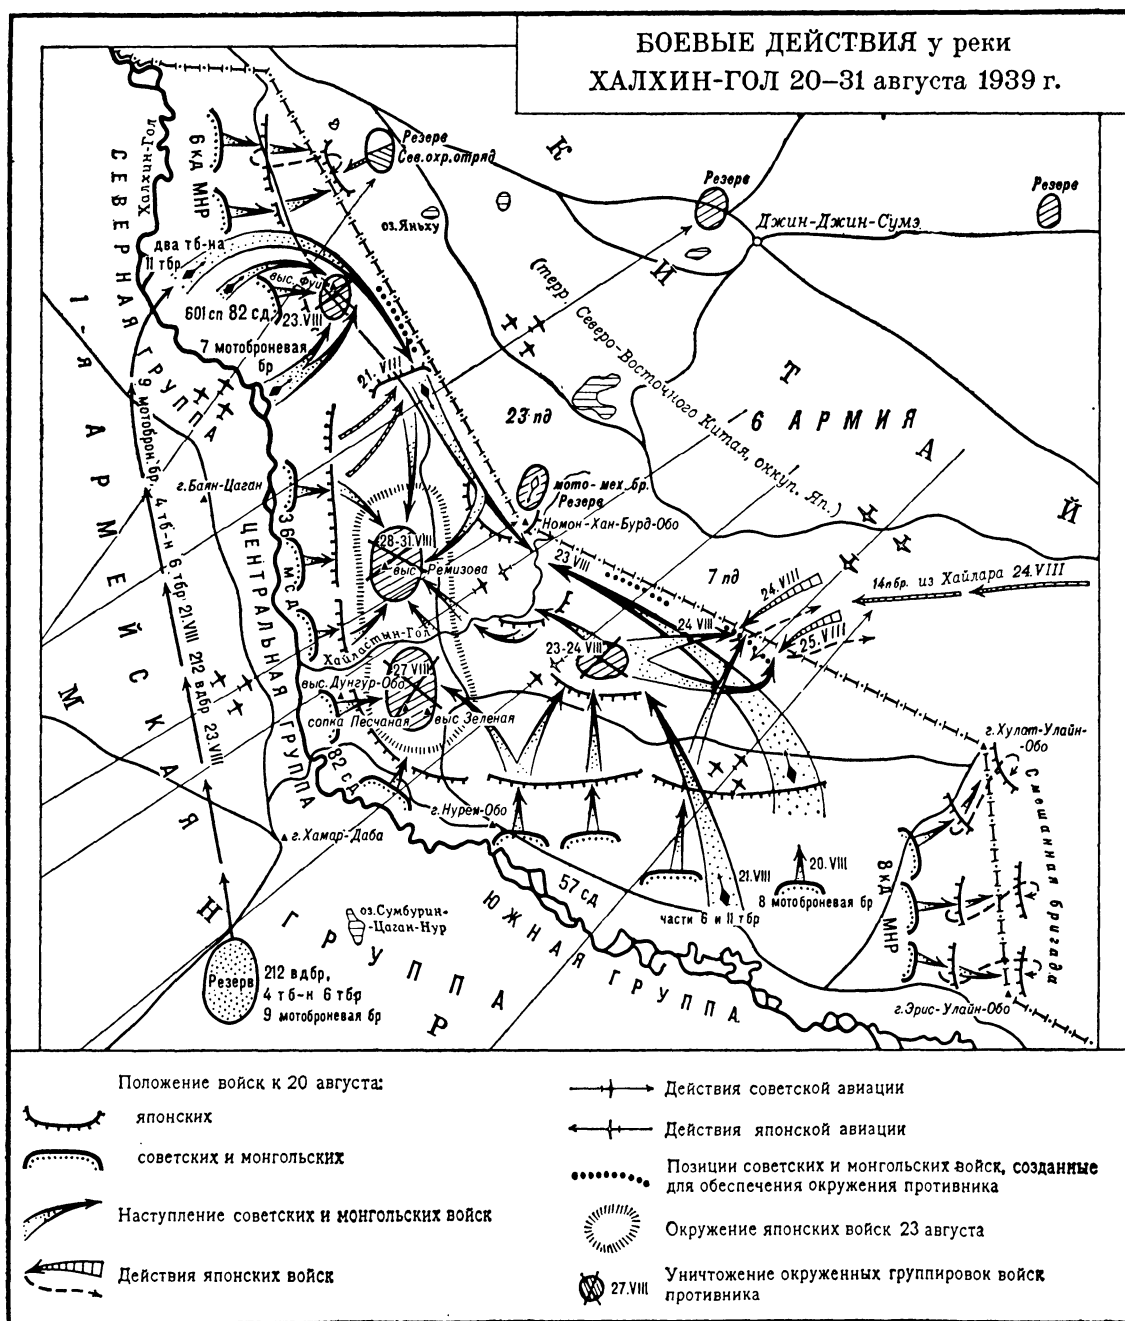 БОЕВЫЕ ДЕЙСТВИЯ у реки
ХАЛХИН-ГОЛ 20–31 августа 1939 г.
КИТАЙ
(терр. Северо-Восточного Китая, оккуп. Яп.)
6 АРМИЯ
Резерв
Сев.охр.отряд
Резерв
Резерв
Джин-Джин-Сумэ
оз.Яньху
Халхин-Гол
6 кд МНР
СЕВЕРНАЯ ГРУППА
два тб-на
11 тбр
выс. Фуи
601 сп 82 сд.
23.VIII
7 мотоброневая
бр
21. VIII
23 пд
1-Я АРМЕЙСКАЯ ГРУППА
9 мотоброн. бр. 4 тб-н 6 тбр 21.VIII 212 вдбр 23.VIII
г.Баян-Цаган
36 мсд
ЦЕНТРАЛЬНАЯ ГРУППА
мото-мех. бр.
Резерв
Номон-Хан-Бурд-Обо
28-31.VIII
выс Ремизова
23 VIII
7 пд
24. VIII
14пбр. из Хайлара 24.VIII
24 VIII
25. VIII
23-24 VIII
Хайластын-Гол
27 VIII
выс.Дунгур-Обо
сопка Песчаная
выс Зеленая
82 сд
г.Хулат-Улайн-
-Обо
Смешанная бригада
г.Нурен-Обо
г.Хамар-Даба
20.VIII
21.VIII
8 мотоброневая бр
части 6 и 11 тбр
57 сд
8 кд МНР
ЮЖНАЯ ГРУППА
оз.Сумбурин-
-Цаган-Нур
Резерв
212 вдбр,
4 тб-н 6 тбр
9 мотоброневая бр
Н
Р
г.Эрис-Улайн-Обо
Положение войск к 20 августа:
японских
советских и монгольских
Наступление советских и монгольских войск
Действия японских войск
Действия советской авиации
Действия японской авиации
Позиции советских и монгольских войск, созданные
для обеспечения окружения противника
Окружение японских войск 23 августа
27.VIII
Уничтожение окруженных группировок войск
противника